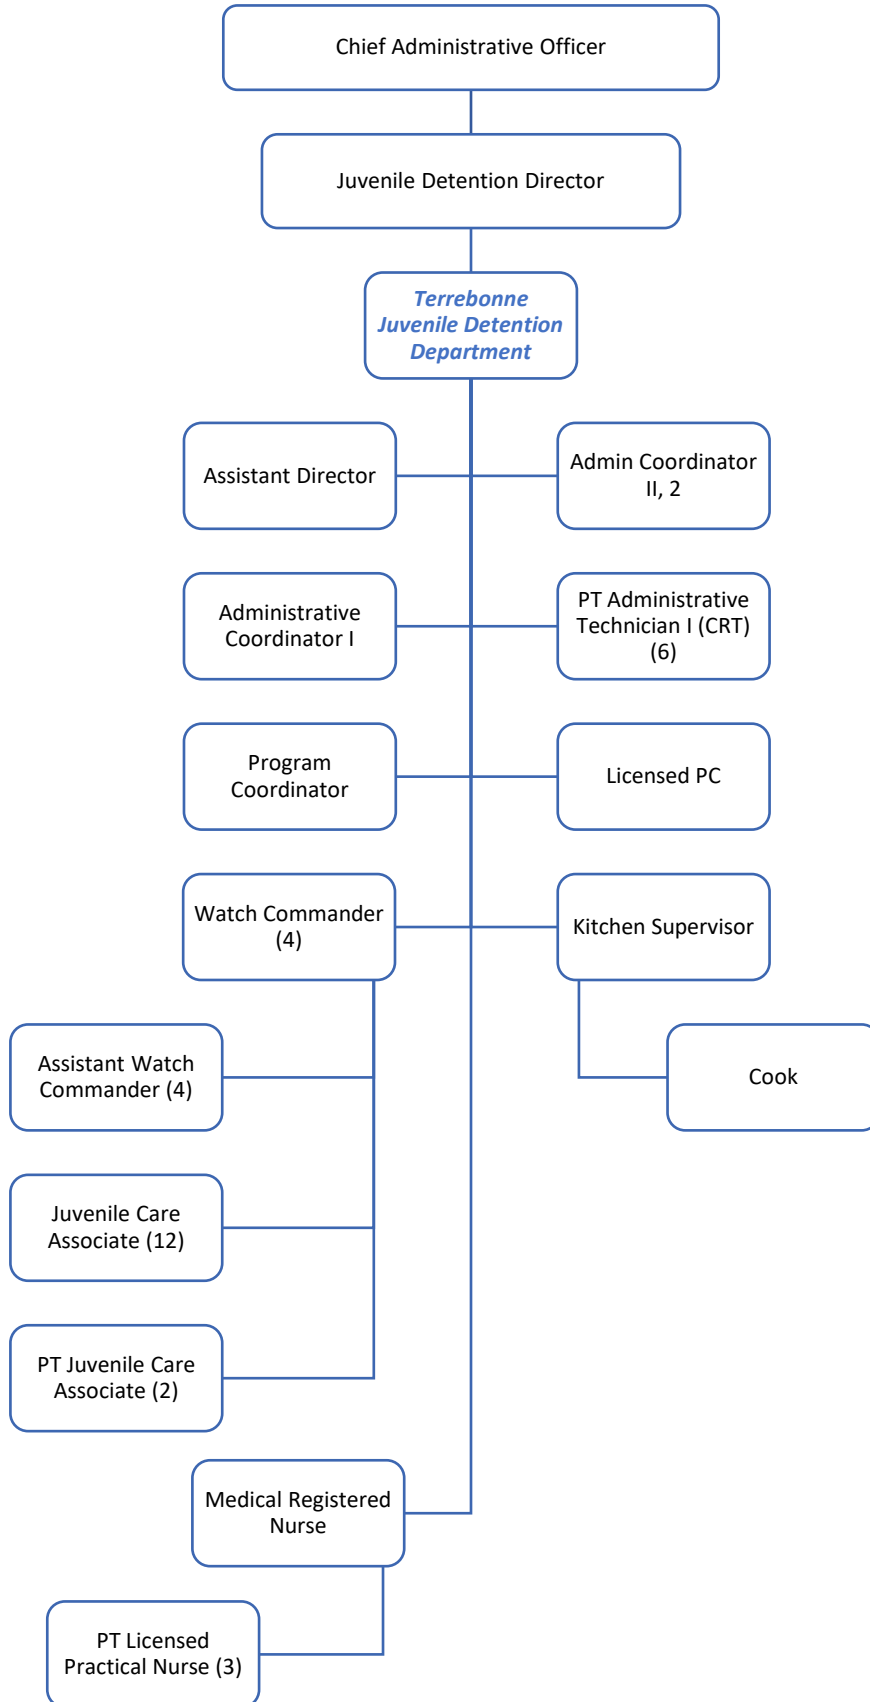 Chief Administrative Officer
Juvenile Detention Director
Terrebonne
Juvenile Detention
Department
Assistant Director
Admin Coordinator
II, 2
Administrative
Coordinator I
PT Administrative
Technician I (CRT)
(6)
Program
Coordinator
Licensed PC
Watch Commander
(4)
Kitchen Supervisor
Assistant Watch
Commander (4)
Cook
Juvenile Care
Associate (12)
PT Juvenile Care
Associate (2)
Medical Registered
Nurse
PT Licensed
Practical Nurse (3)